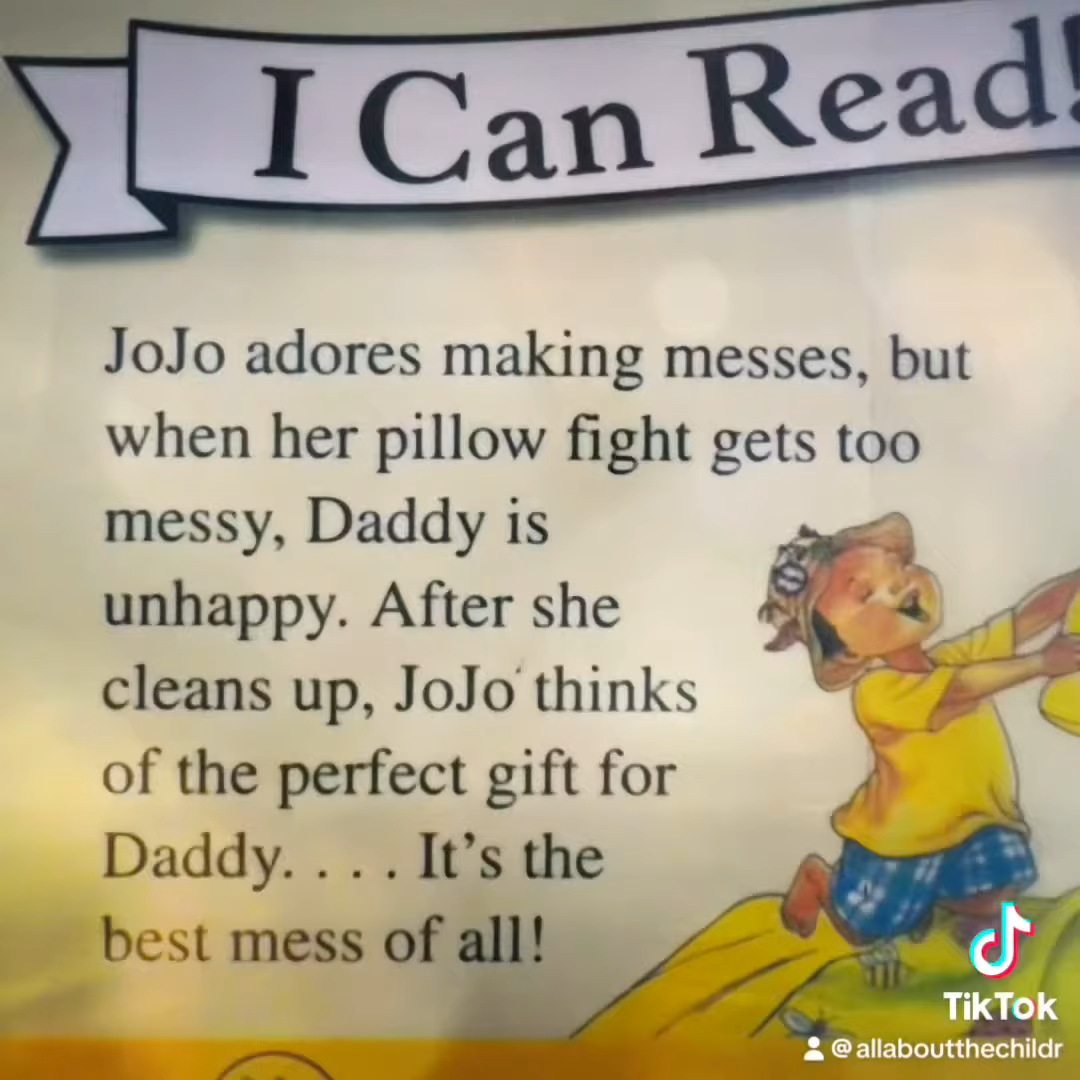 I Can Read!
JoJo adores making messes, but
when her pillow fight gets too
messy, Daddy is
unhappy. After she
cleans up, JoJo thinks
of the perfect gift for
Daddy. . . . It's the
best mess of all!
TikTok
@allaboutthechildr